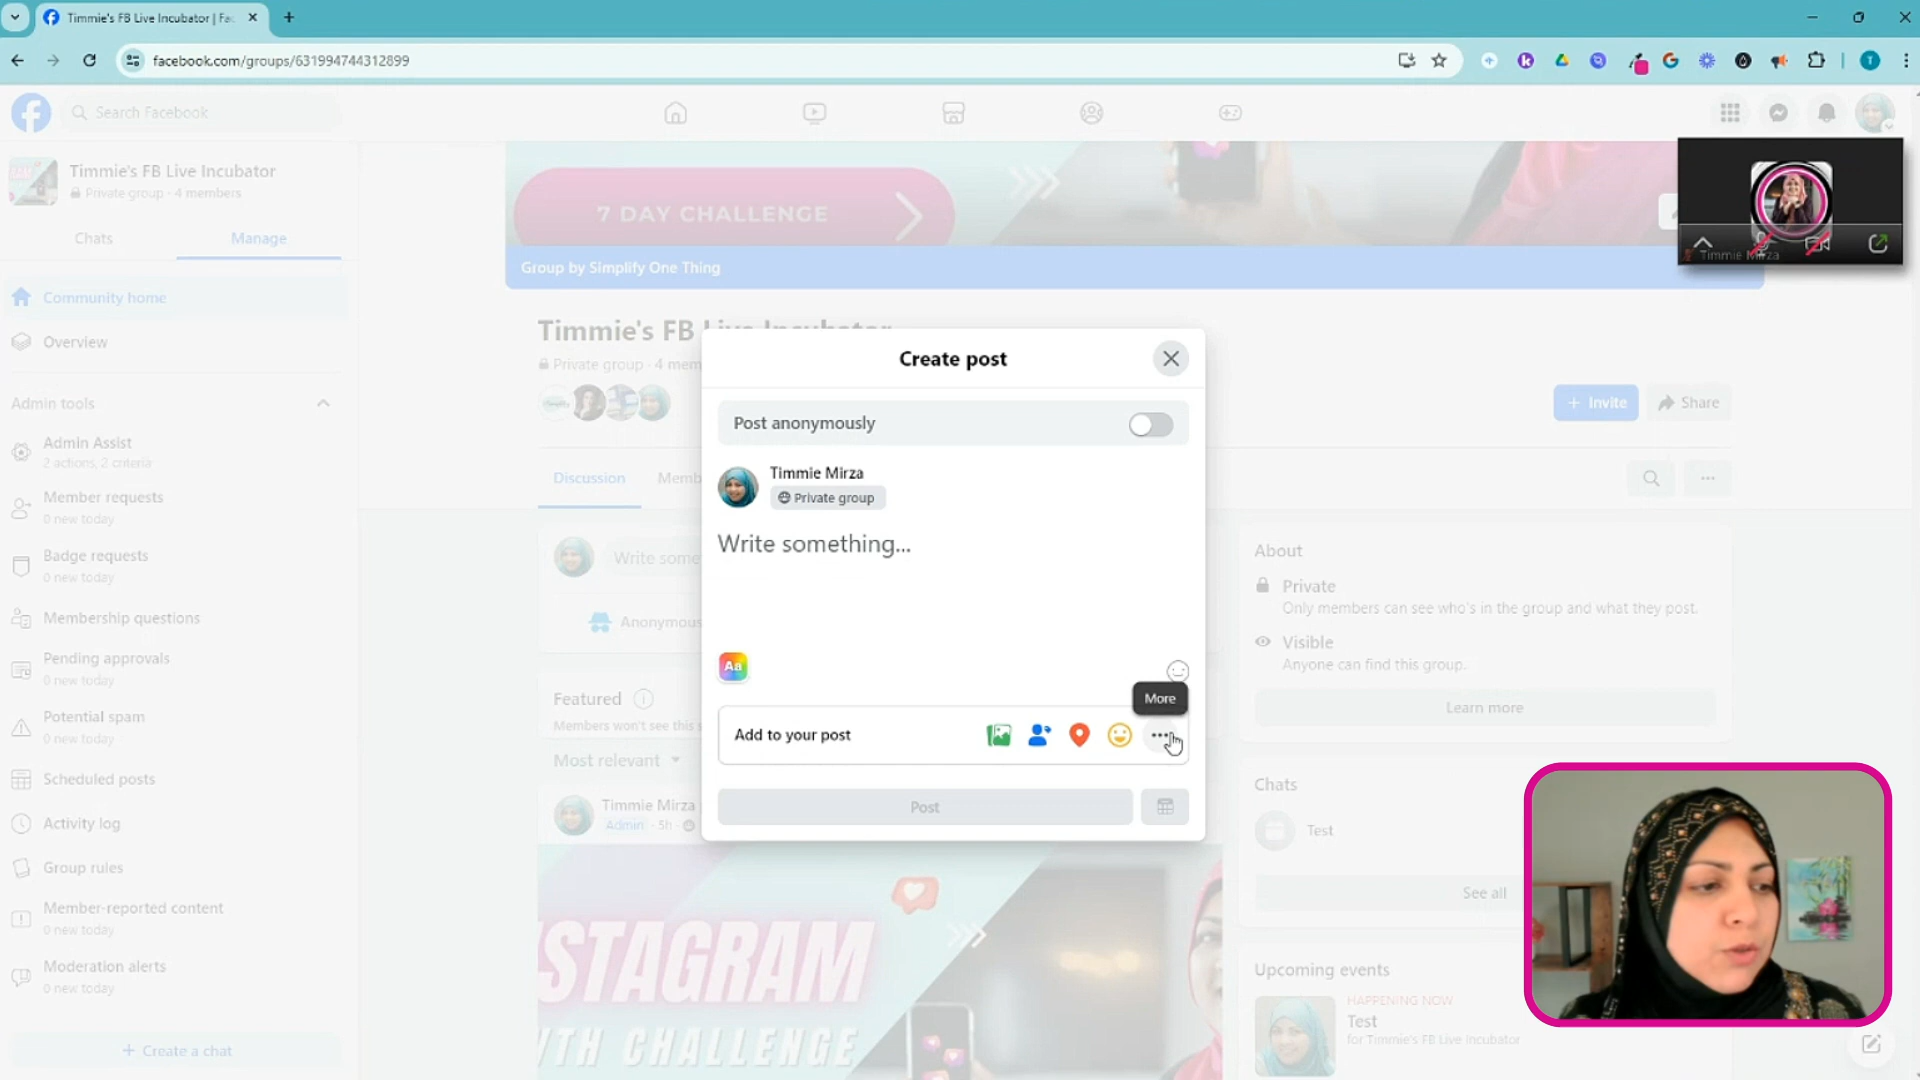 Timmie's FB Live Incubator | Fac
facebook.com/groups/631994744312899
Search Facebook
Timmie's FB Live Incubator
Private group · 4 members
Chats
Manage
Community home
Overview
Admin tools
Admin Assist
2 actions, 2 criteria
Member requests
0 new today
Badge requests
0 new today
Membership questions
Pending approvals
0 new today
Potential spam
0 new today
Scheduled posts
Activity log
Group rules
Member-reported content
0 new today
Moderation alerts
0 new today
+ Create a chat
7 DAY CHALLENGE
Group by Simplify One Thing
Timmie's FB Live Incubator
Private group · 4 mem
+ Invite
Share
Discussion
Memb
Write some
Anonymous
Featured
Members won't see this s
Most relevant
Timmie Mirza
Admin · 5h ·
STAGRAM
TH CHALLENGE
Create post
Post anonymously
Timmie Mirza
Private group
Write something...
Aa
More
Add to your post
Post
Timmie Mirza
About
Private
Only members can see who's in the group and what they post.
Visible
Anyone can find this group.
Learn more
Chats
Test
See all
Upcoming events
HAPPENING NOW
Test
for Timmie's FB Live Incubator